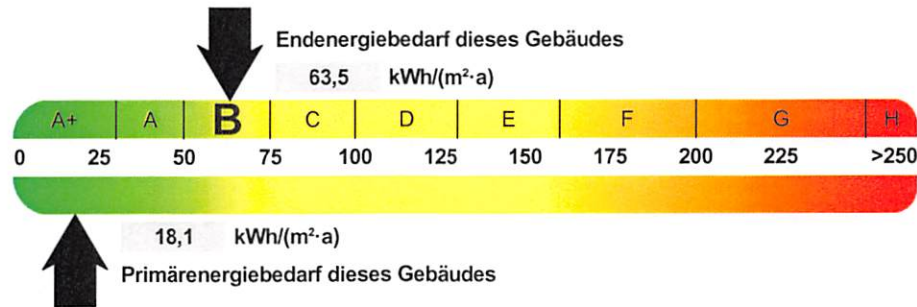 Endenergiebedarf dieses Gebäudes
63,5 kWh/(m²·a)
A+ A B C D E F G H
0 25 50 75 100 125 150 175 200 225 >250
18,1 kWh/(m²·a)
Primärenergiebedarf dieses Gebäudes